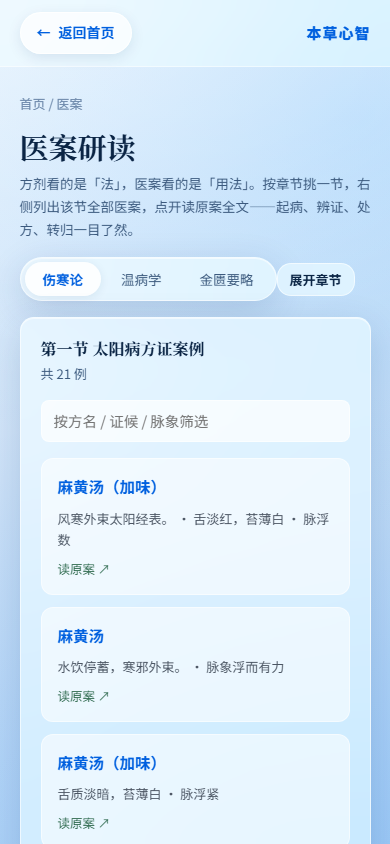 ← 返回首页
本草心智
首页 / 医案
医案研读
方剂看的是「法」，医案看的是「用法」。按章节挑一节，右
侧列出该节全部医案，点开读原案全文——起病、辨证、处
方、转归一目了然。
伤寒论
温病学
金匮要略
展开章节
第一节 太阳病方证案例
共 21 例
按方名 / 证候 / 脉象筛选
麻黄汤（加味）
风寒外束太阳经表。 · 舌淡红，苔薄白 · 脉浮
数
读原案 ↗
麻黄汤
水饮停蓄，寒邪外束。 · 脉象浮而有力
读原案 ↗
麻黄汤（加味）
舌质淡暗，苔薄白 · 脉浮紧
读原案 ↗